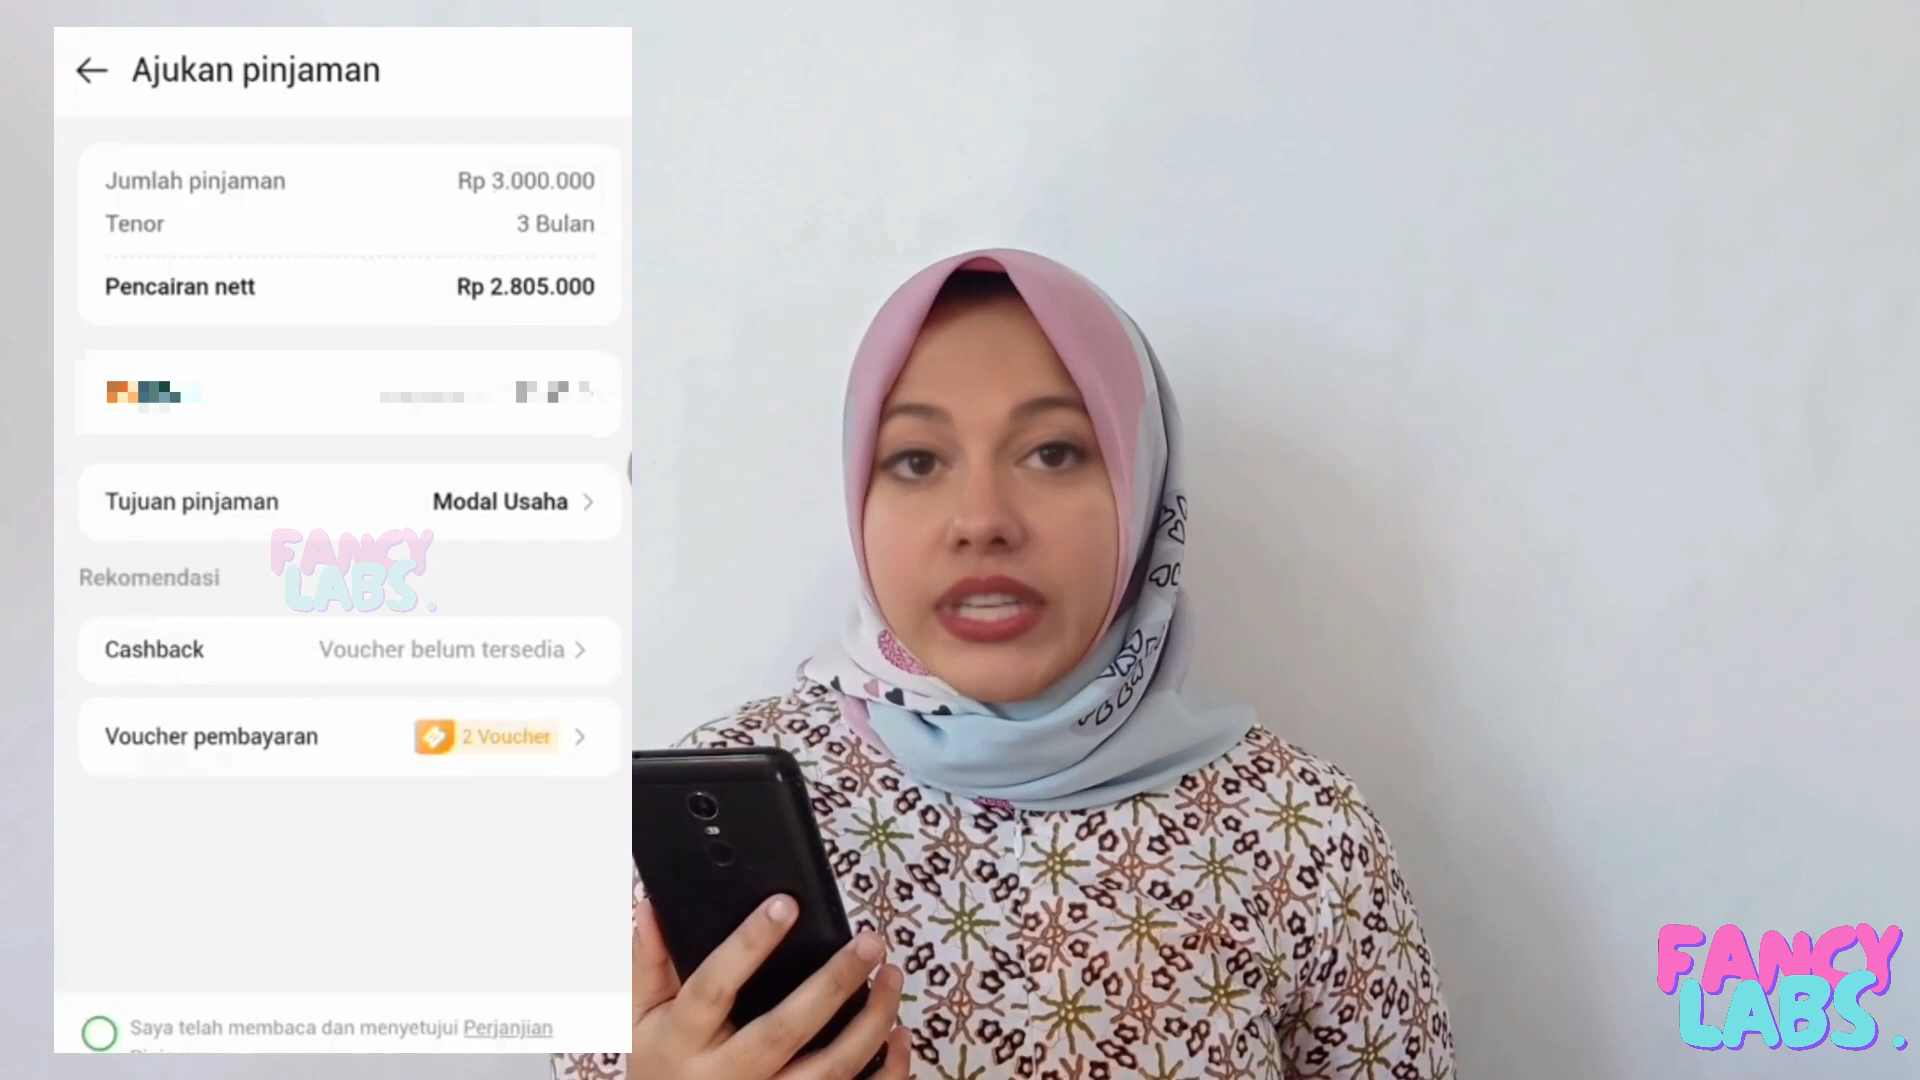 Ajukan pinjaman
Jumlah pinjaman Rp 3.000.000
Tenor 3 Bulan
Pencairan nett Rp 2.805.000
Tujuan pinjaman Modal Usaha
FANCY
LABS.
Rekomendasi
Cashback Voucher belum tersedia
Voucher pembayaran 2 Voucher
Saya telah membaca dan menyetujui Perjanjian
FANCY
LABS.